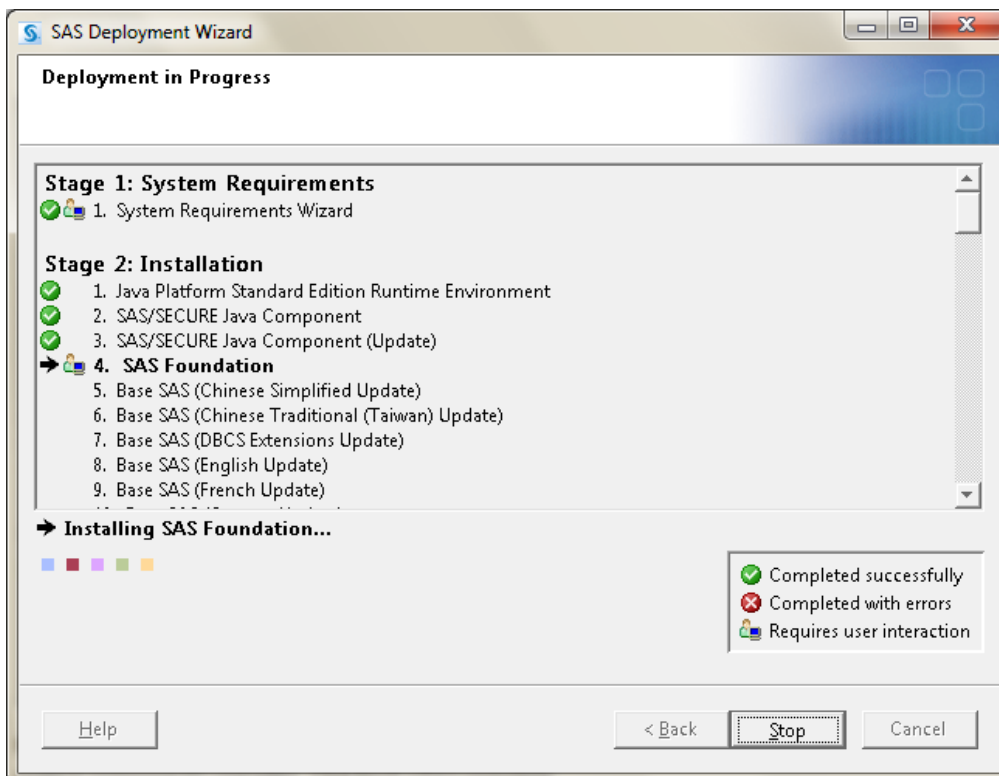 SAS Deployment Wizard
Deployment in Progress
Stage 1: System Requirements
1. System Requirements Wizard
Stage 2: Installation
1. Java Platform Standard Edition Runtime Environment
2. SAS/SECURE Java Component
3. SAS/SECURE Java Component (Update)
4. SAS Foundation
5. Base SAS (Chinese Simplified Update)
6. Base SAS (Chinese Traditional (Taiwan) Update)
7. Base SAS (DBCS Extensions Update)
8. Base SAS (English Update)
9. Base SAS (French Update)
Installing SAS Foundation...
Completed successfully
Completed with errors
Requires user interaction
Help
< Back
Stop
Cancel